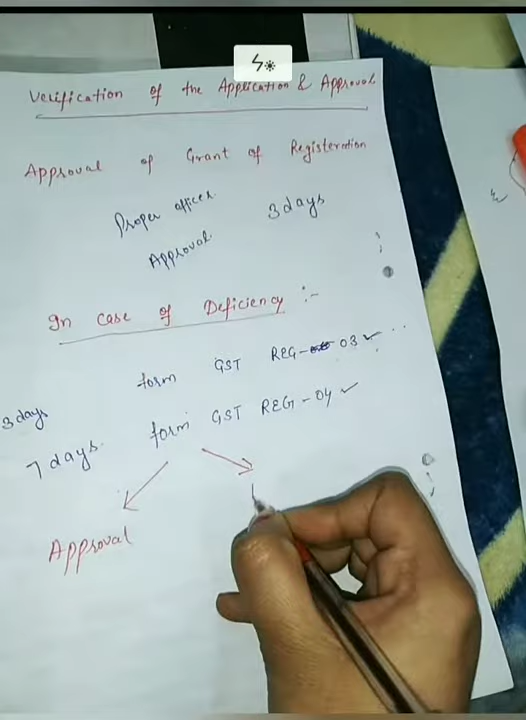 Verification of the Application & Approval
Approval of Grant of Registeration
Proper officer
3 days
Approval.
In Case of Deficiency :-
form GST REG- 03 ✓
3 days
form GST REG - 04 ✓
7 days.
Approval